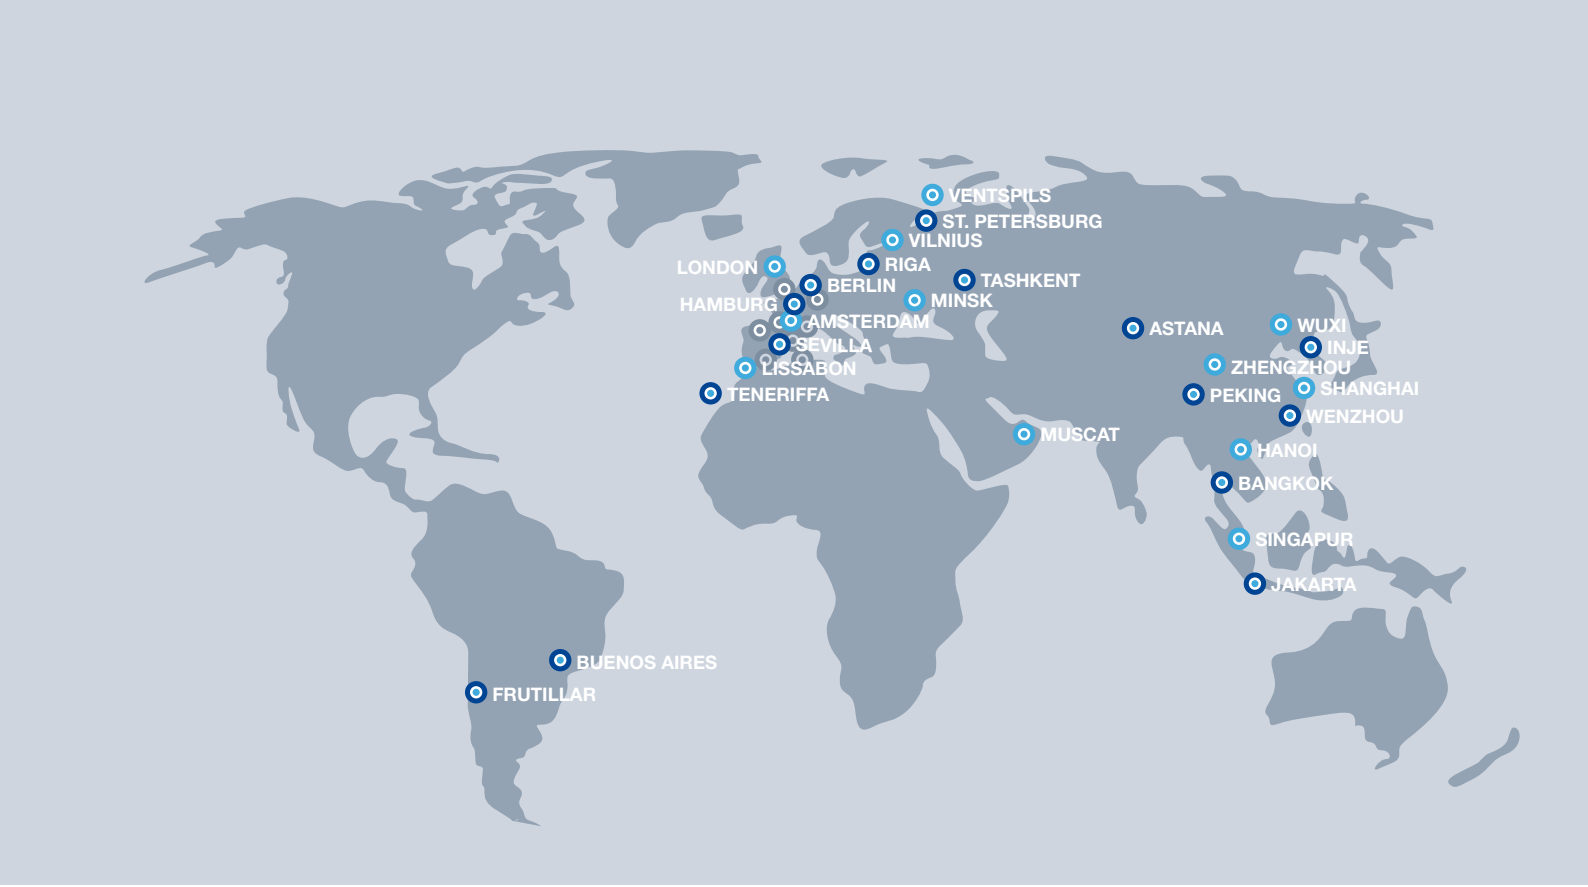 VENTSPILS
ST. PETERSBURG
VILNIUS
RIGA
LONDON
TASHKENT
BERLIN
MINSK
HAMBURG
AMSTERDAM
ASTANA
WUXI
SEVILLA
INJE
LISSABON
ZHENGZHOU
SHANGHAI
TENERIFFA
PEKING
WENZHOU
MUSCAT
HANOI
BANGKOK
SINGAPUR
JAKARTA
BUENOS AIRES
FRUTILLAR